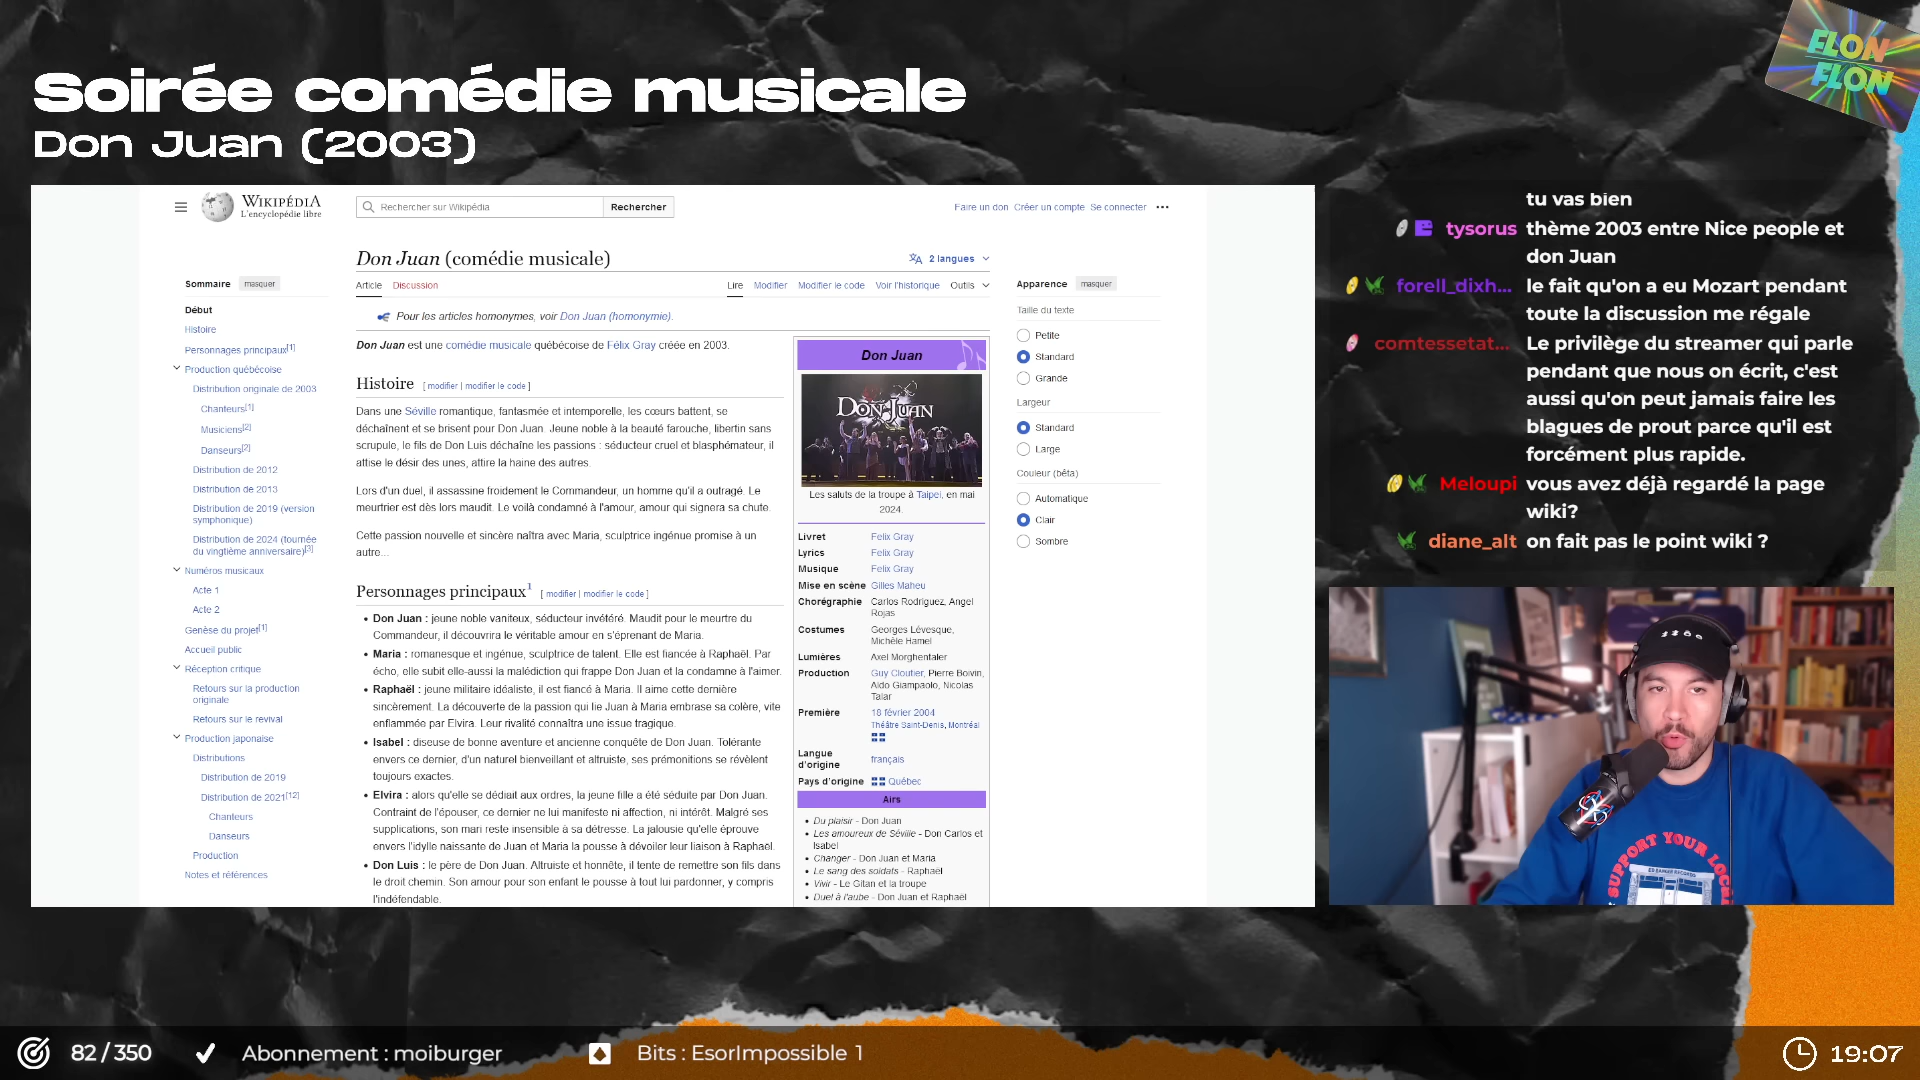 Soirée comédie musicale
Don Juan (2003)
FLON
FLON
WIKIPÉDIA
L'encyclopédie libre
Rechercher sur Wikipédia
Rechercher
Faire un don Créer un compte Se connecter
Don Juan (comédie musicale)
2 langues
Article Discussion
Lire Modifier Modifier le code Voir l'historique Outils
Pour les articles homonymes, voir Don Juan (homonymie).
Sommaire masquer
Début
Histoire
Personnages principaux[1]
Production québécoise
Distribution originale de 2003
Chanteurs[1]
Musiciens[2]
Danseurs[2]
Distribution de 2012
Distribution de 2013
Distribution de 2019 (version
symphonique)
Distribution de 2024 (tournée
du vingtième anniversaire)[3]
Numéros musicaux
Acte 1
Acte 2
Genèse du projet[1]
Accueil public
Réception critique
Retours sur la production
originale
Retours sur le revival
Production japonaise
Distributions
Distribution de 2019
Distribution de 2021[12]
Chanteurs
Danseurs
Production
Notes et références
Don Juan est une comédie musicale québécoise de Félix Gray créée en 2003.
Histoire [ modifier | modifier le code ]
Dans une Séville romantique, fantasmée et intemporelle, les cœurs battent, se
déchaînent et se brisent pour Don Juan. Jeune noble à la beauté farouche, libertin sans
scrupule, le fils de Don Luis déchaîne les passions : séducteur cruel et blasphémateur, il
attise le désir des unes, attire la haine des autres.
Lors d'un duel, il assassine froidement le Commandeur, un homme qu'il a outragé. Le
meurtrier est dès lors maudit. Le voilà condamné à l'amour, amour qui signera sa chute.
Cette passion nouvelle et sincère naîtra avec Maria, sculptrice ingénue promise à un
autre...
Personnages principaux1 [ modifier | modifier le code ]
• Don Juan : jeune noble vaniteux, séducteur invétéré. Maudit pour le meurtre du
Commandeur, il découvrira le véritable amour en s'éprenant de Maria.
• Maria : romanesque et ingénue, sculptrice de talent. Elle est fiancée à Raphaël. Par
écho, elle subit elle-aussi la malédiction qui frappe Don Juan et la condamne à l'aimer.
• Raphaël : jeune militaire idéaliste, il est fiancé à Maria. Il aime cette dernière
sincèrement. La découverte de la passion qui lie Juan à Maria embrase sa colère, vite
enflammée par Elvira. Leur rivalité connaîtra une issue tragique.
• Isabel : diseuse de bonne aventure et ancienne conquête de Don Juan. Tolérante
envers ce dernier, d'un naturel bienveillant et altruiste, ses prémonitions se révèlent
toujours exactes.
• Elvira : alors qu'elle se dédiait aux ordres, la jeune fille a été séduite par Don Juan.
Contraint de l'épouser, ce dernier ne lui manifeste ni affection, ni intérêt. Malgré ses
supplications, son mari reste insensible à sa détresse. La jalousie qu'elle éprouve
envers l'idylle naissante de Juan et Maria la pousse à dévoiler leur liaison à Raphaël.
• Don Luis : le père de Don Juan. Altruiste et honnête, il tente de remettre son fils dans
le droit chemin. Son amour pour son enfant le pousse à tout lui pardonner, y compris
l'indéfendable.
Don Juan
DON JUAN
Les saluts de la troupe à Taipei, en mai
2024.
Livret Felix Gray
Lyrics Felix Gray
Musique Felix Gray
Mise en scène Gilles Maheu
Chorégraphie Carlos Rodriguez, Angel
Rojas
Costumes Georges Lévesque,
Michèle Hamel
Lumières Axel Morghentaler
Production Guy Cloutier, Pierre Boivin,
Aldo Giampaolo, Nicolas
Talar
Première 18 février 2004
Théâtre Saint-Denis, Montréal
Langue
d'origine français
Pays d'origine Québec
Airs
• Du plaisir - Don Juan
• Les amoureux de Séville - Don Carlos et
Isabel
• Changer - Don Juan et Maria
• Le sang des soldats - Raphaël
• Vivir - Le Gitan et la troupe
• Duel à l'aube - Don Juan et Raphaël
Apparence masquer
Taille du texte
Petite
Standard
Grande
Largeur
Standard
Large
Couleur (bêta)
Automatique
Clair
Sombre
tu vas bien
tysorus thème 2003 entre Nice people et
don Juan
forell_dixh... le fait qu'on a eu Mozart pendant
toute la discussion me régale
comtessetat... Le privilège du streamer qui parle
pendant que nous on écrit, c'est
aussi qu'on peut jamais faire les
blagues de prout parce qu'il est
forcément plus rapide.
Meloupi vous avez déjà regardé la page
wiki?
diane_alt on fait pas le point wiki ?
SUPPORT YOUR LOCAL
ED BANGER RECORDS
82 / 350
Abonnement : moiburger
Bits : EsorImpossible 1
19:07